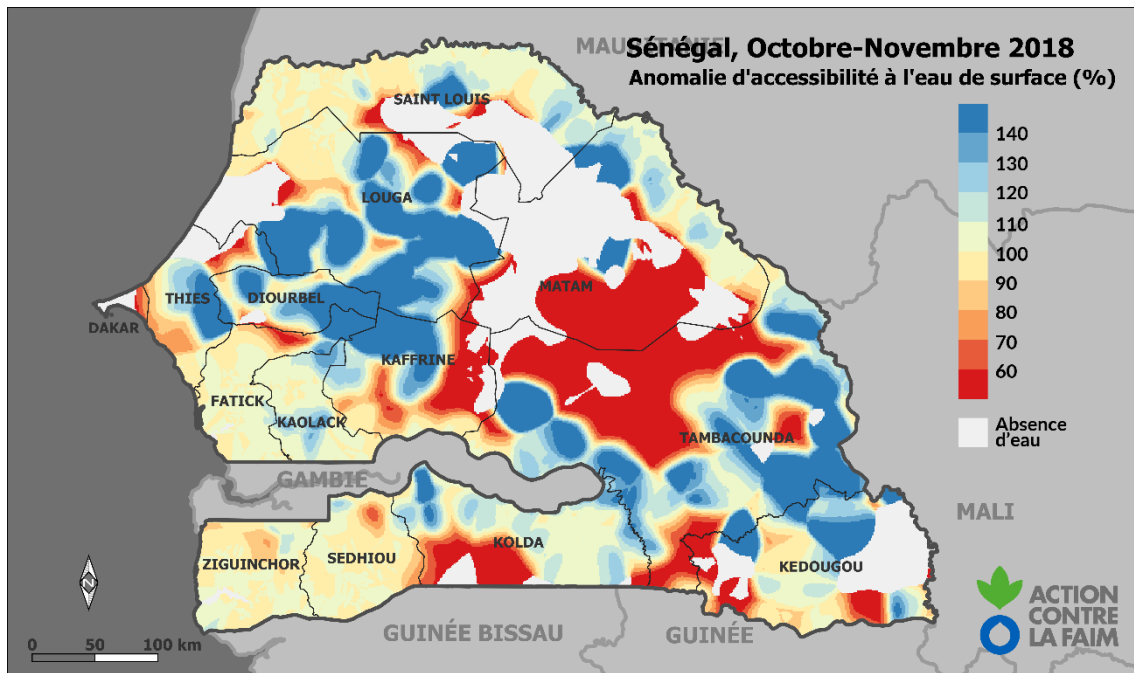 MAURITANIE
Sénégal, Octobre-Novembre 2018
Anomalie d'accessibilité à l'eau de surface (%)
SAINT LOUIS
140
130
120
110
100
90
80
70
60
Absence
d'eau
LOUGA
MATAM
THIES
DIOURBEL
DAKAR
KAFFRINE
FATICK
KAOLACK
TAMBACOUNDA
GAMBIE
MALI
KOLDA
ZIGUINCHOR
SEDHIOU
KEDOUGOU
N
GUINÉE BISSAU
GUINÉE
0 50 100 km
ACTION
CONTRE
LA FAIM